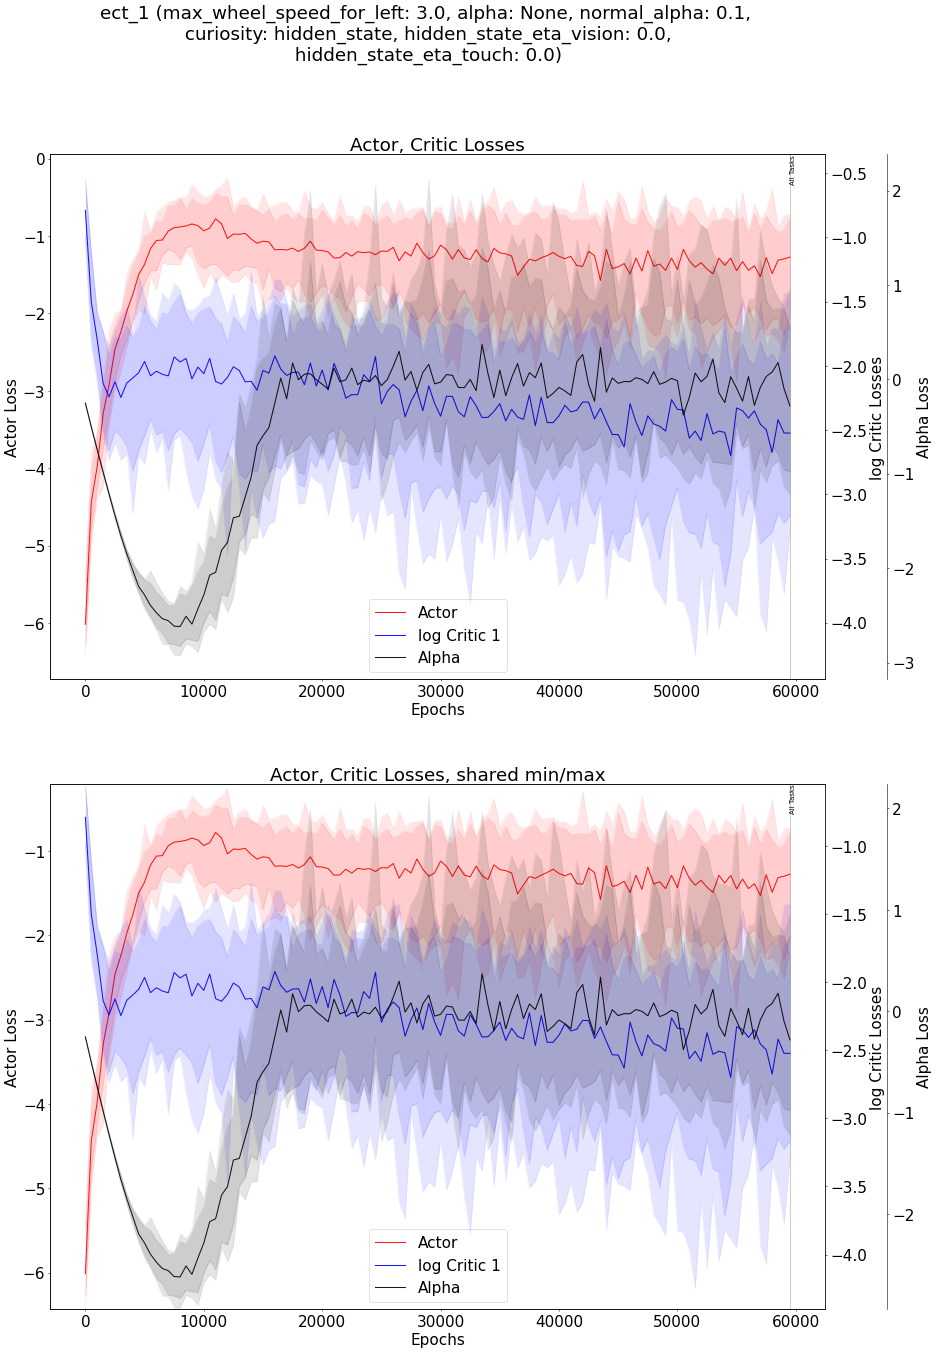 ect_1 (max_wheel_speed_for_left: 3.0, alpha: None, normal_alpha: 0.1,
curiosity: hidden_state, hidden_state_eta_vision: 0.0,
hidden_state_eta_touch: 0.0)
Actor, Critic Losses
0
−1
−2
−3
−4
−5
−6
Actor Loss
0
10000
20000
30000
40000
50000
60000
Epochs
−0.5
−1.0
−1.5
−2.0
−2.5
−3.0
−3.5
−4.0
log Critic Losses
2
1
0
−1
−2
−3
Alpha Loss
All Tasks
Actor
log Critic 1
Alpha
Actor, Critic Losses, shared min/max
−1
−2
−3
−4
−5
−6
Actor Loss
0
10000
20000
30000
40000
50000
60000
Epochs
−1.0
−1.5
−2.0
−2.5
−3.0
−3.5
−4.0
log Critic Losses
2
1
0
−1
−2
Alpha Loss
All Tasks
Actor
log Critic 1
Alpha